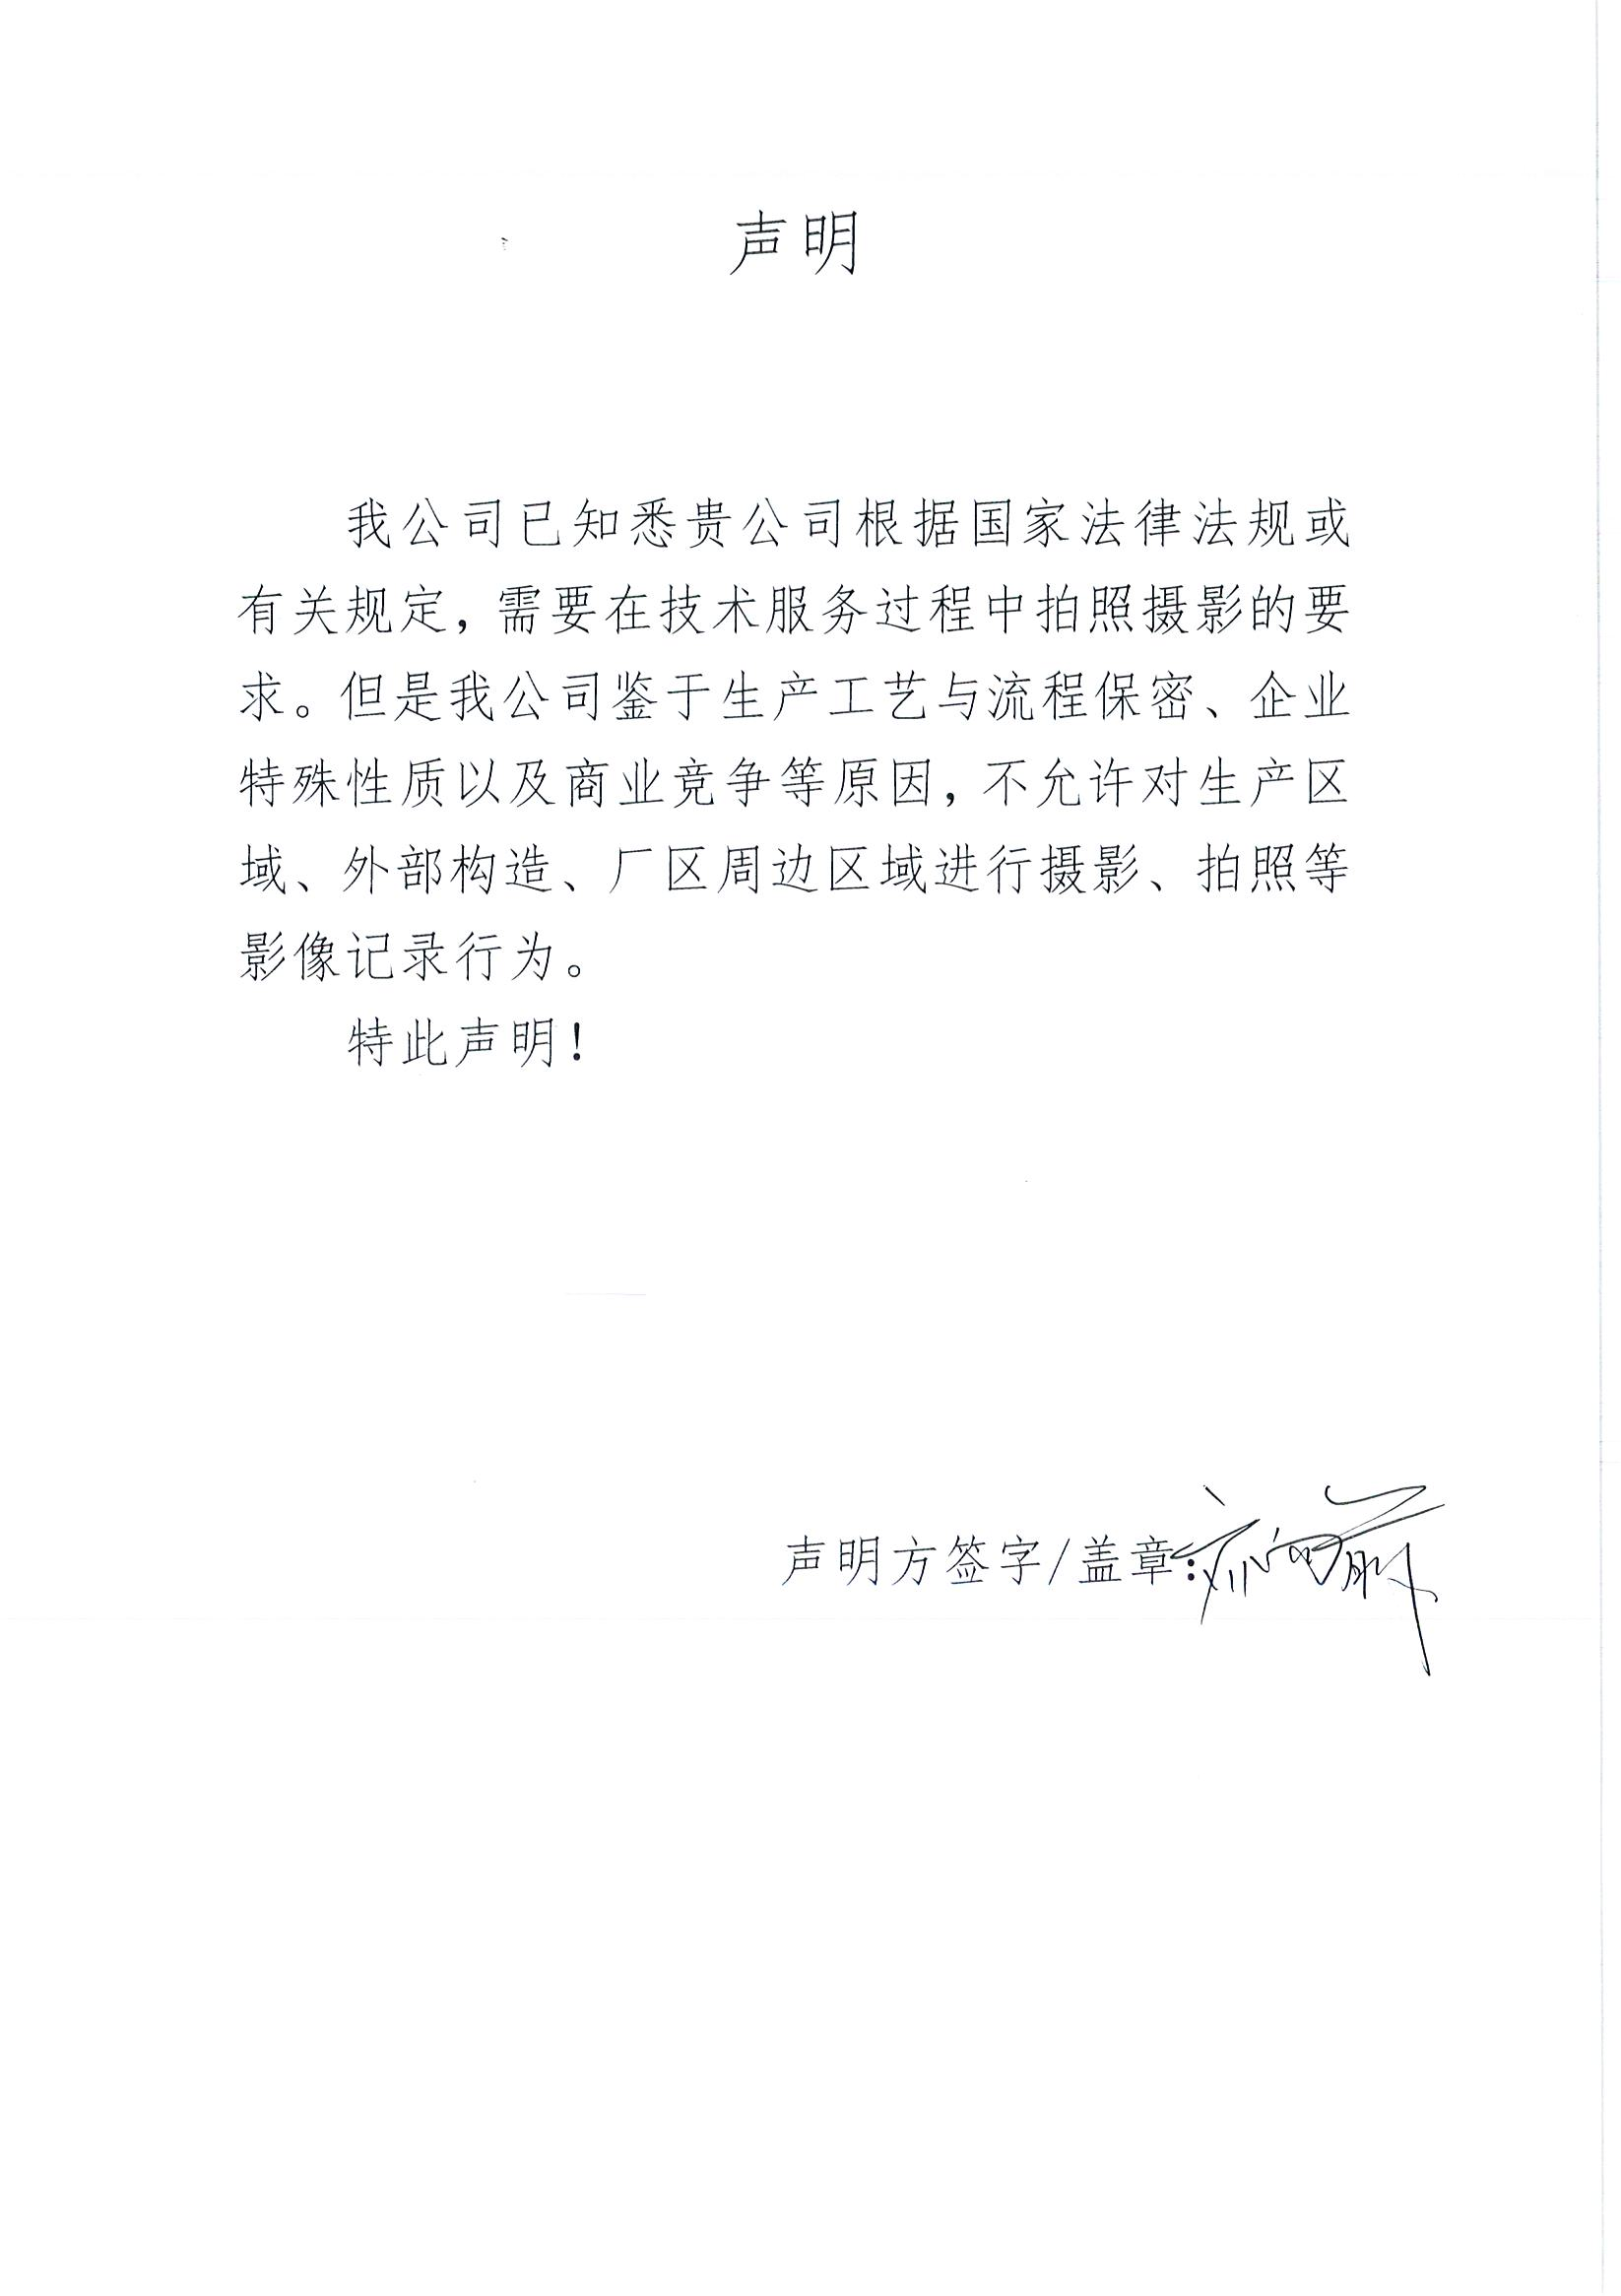 声明
我公司已知悉贵公司根据国家法律法规或
有关规定，需要在技术服务过程中拍照摄影的要
求。但是我公司鉴于生产工艺与流程保密、企业
特殊性质以及商业竞争等原因，不允许对生产区
域、外部构造、厂区周边区域进行摄影、拍照等
影像记录行为。
特此声明！
声明方签字/盖章：